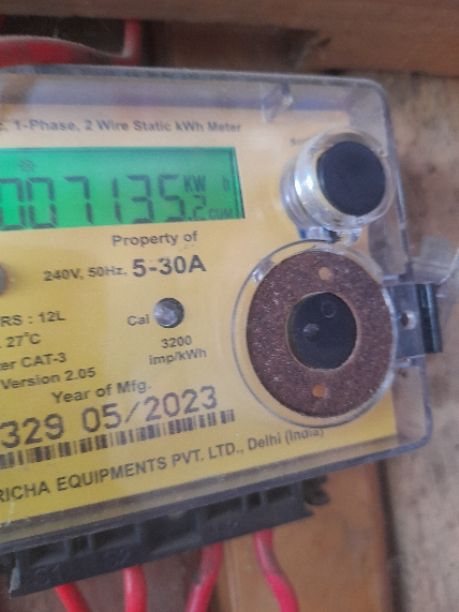 1-Phase, 2 Wire Static kWh Meter
007135.2 KW h
CUM
Property of
240V, 50Hz. 5-30A
RS : 12L
27°C
Cal
3200
imp/kWh
CAT-3
Version 2.05
Year of Mfg.
329 05/2023
RICHA EQUIPMENTS PVT. LTD., Delhi (India)